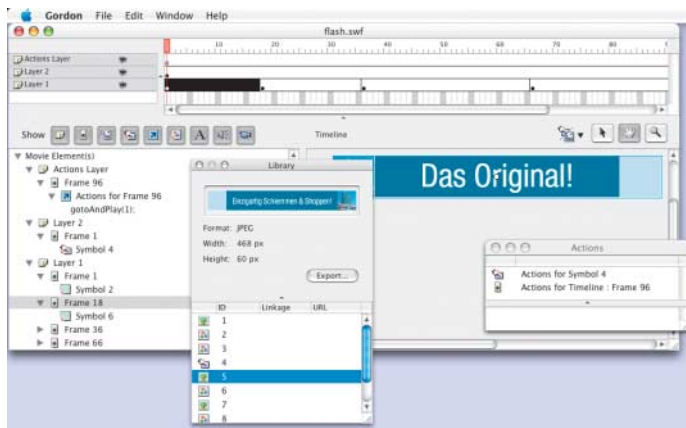 Gordon File Edit Window Help
flash.swf
10 20 30 40 50 60 70 80
Actions Layer
Layer 2
Layer 1
Show
Timeline
Movie Element(s)
Actions Layer
Frame 96
Actions for Frame 96
gotoAndPlay(1);
Layer 2
Frame 1
Symbol 4
Layer 1
Frame 1
Symbol 2
Frame 18
Symbol 6
Frame 36
Frame 66
Library
Einzigartig Schlemmen & Shoppen!
Format: JPEG
Width: 468 px
Height: 60 px
Export...
ID Linkage URL
1
2
3
4
5
6
7
8
Das Original!
Actions
Actions for Symbol 4
Actions for Timeline : Frame 96